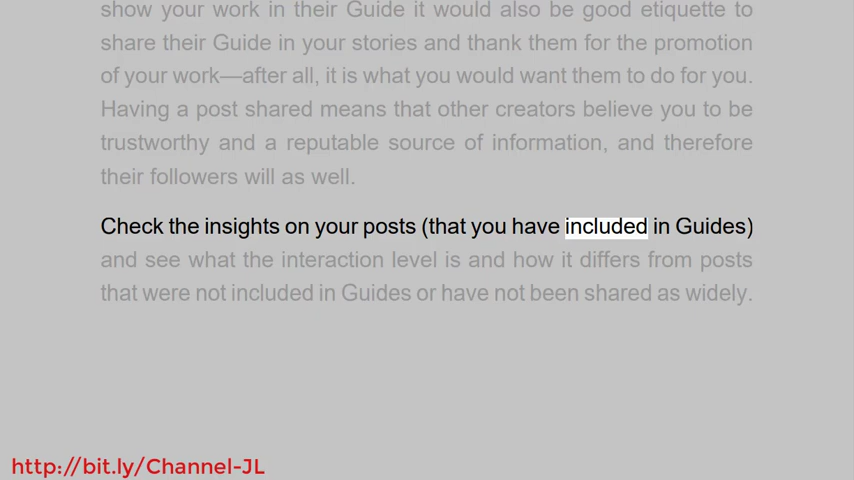 show your work in their Guide it would also be good etiquette to
share their Guide in your stories and thank them for the promotion
of your work—after all, it is what you would want them to do for you.
Having a post shared means that other creators believe you to be
trustworthy and a reputable source of information, and therefore
their followers will as well.
Check the insights on your posts (that you have included in Guides)
and see what the interaction level is and how it differs from posts
that were not included in Guides or have not been shared as widely.
http://bit.ly/Channel-JL